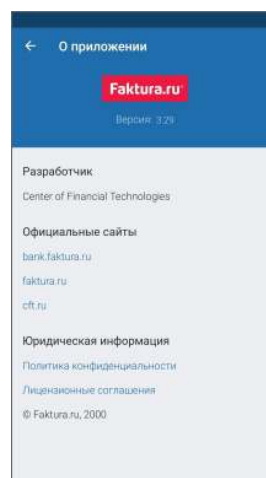 О приложении
Faktura.ru
Версия: 3.29
Разработчик
Center of Financial Technologies
Официальные сайты
bank.faktura.ru
faktura.ru
cft.ru
Юридическая информация
Политика конфиденциальности
Лицензионные соглашения
© Faktura.ru, 2000